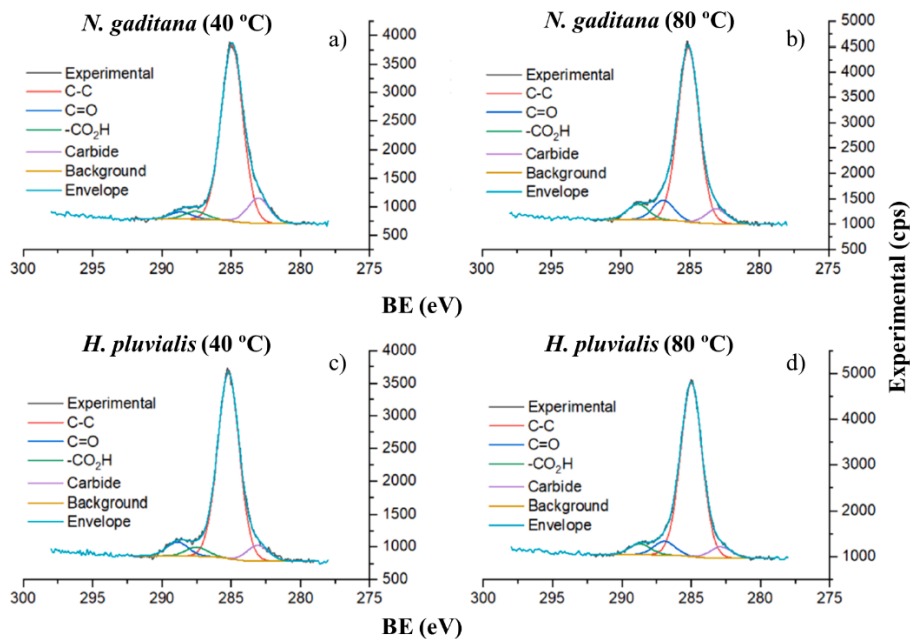 N. gaditana (40 ºC)
a)
Experimental
C-C
C=O
-CO₂H
Carbide
Background
Envelope
4000
3500
3000
2500
2000
1500
1000
500
300 295 290 285 280 275
N. gaditana (80 ºC)
b)
Experimental
C-C
C=O
-CO₂H
Carbide
Background
Envelope
5000
4500
4000
3500
3000
2500
2000
1500
1000
500
300 295 290 285 280 275
BE (eV)
Experimental (cps)
H. pluvialis (40 ºC)
c)
Experimental
C-C
C=O
-CO₂H
Carbide
Background
Envelope
4000
3500
3000
2500
2000
1500
1000
500
300 295 290 285 280 275
H. pluvialis (80 ºC)
d)
Experimental
C-C
C=O
-CO₂H
Carbide
Background
Envelope
5000
4000
3000
2000
1000
300 295 290 285 280 275
BE (eV)